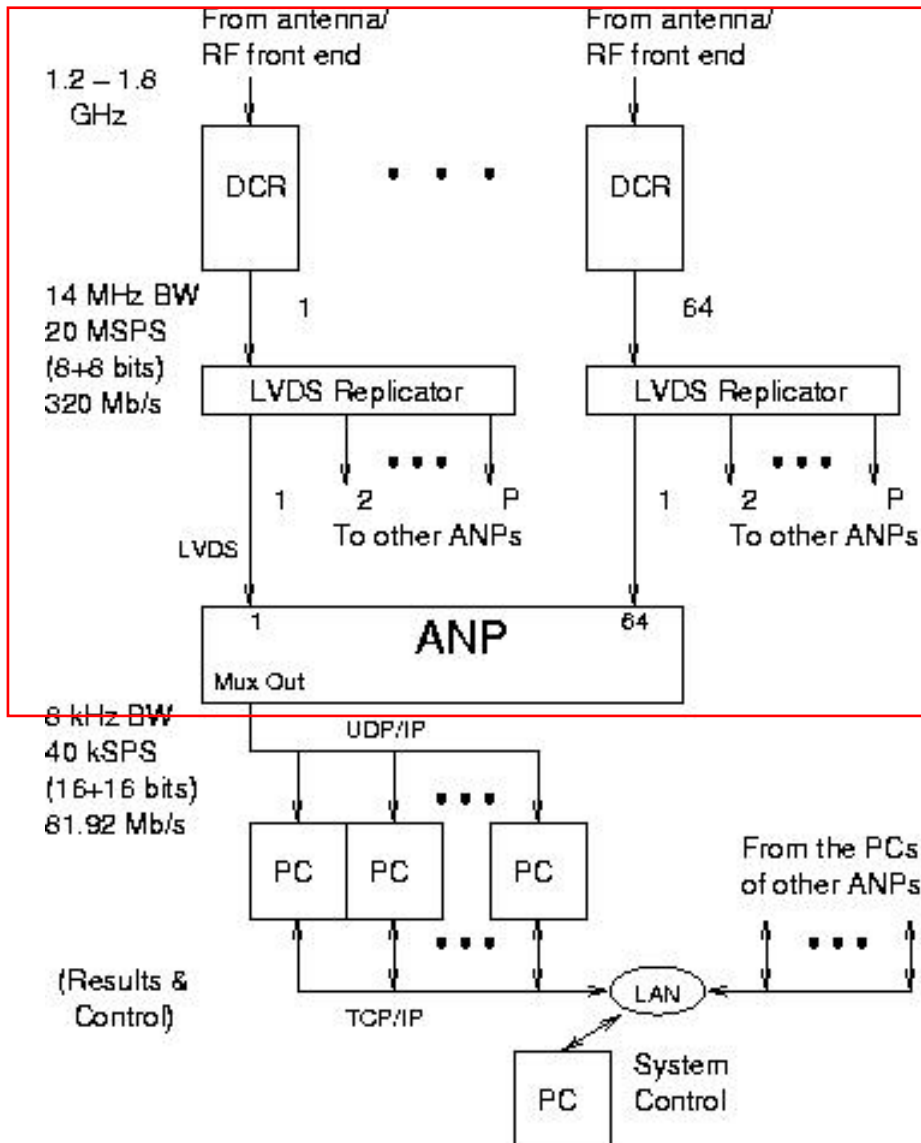 From antenna/
RF front end
From antenna/
RF front end
1.2 – 1.8
GHz
DCR
DCR
14 MHz BW
20 MSPS
(8+8 bits)
320 Mb/s
1
64
LVDS Replicator
LVDS Replicator
1
2
P
To other ANPs
1
2
P
To other ANPs
LVDS
1
ANP
64
Mux Out
8 kHz BW
40 kSPS
(16+16 bits)
81.92 Mb/s
UDP/IP
PC
PC
PC
From the PCs
of other ANPs
(Results &
Control)
TCP/IP
LAN
PC
System
Control